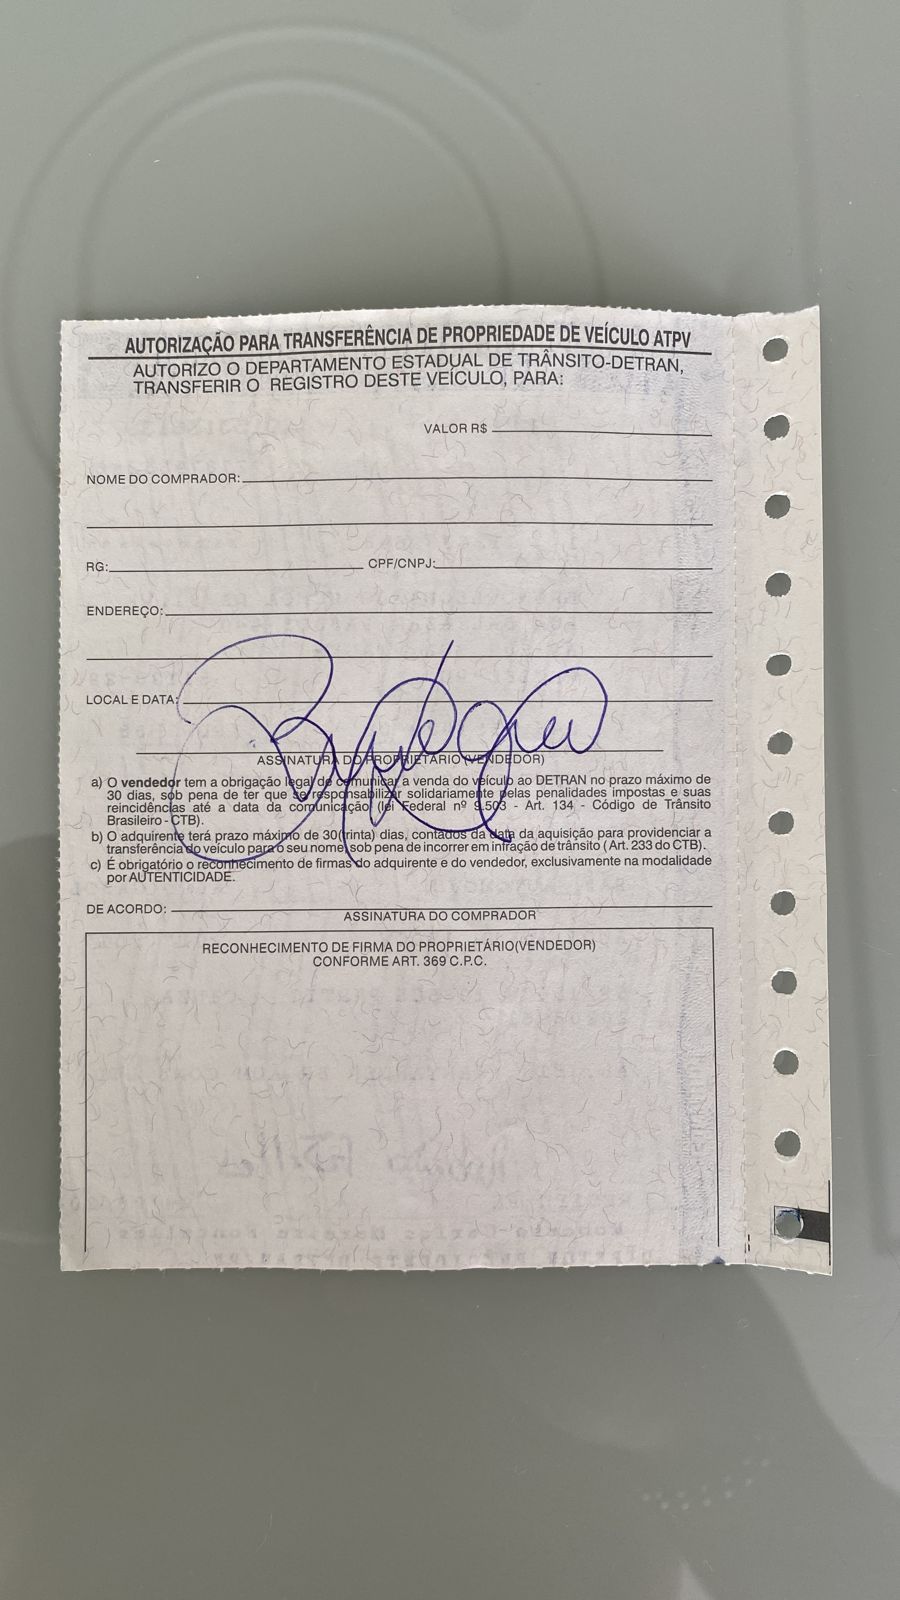 AUTORIZAÇÃO PARA TRANSFERÊNCIA DE PROPRIEDADE DE VEÍCULO ATPV
AUTORIZO O DEPARTAMENTO ESTADUAL DE TRÂNSITO-DETRAN,
TRANSFERIR O REGISTRO DESTE VEÍCULO, PARA:
VALOR R$
NOME DO COMPRADOR:
RG: CPF/CNPJ:
ENDEREÇO:
LOCAL E DATA:
ASSINATURA DO PROPRIETÁRIO (VENDEDOR)
a) O vendedor tem a obrigação legal de comunicar a venda do veículo ao DETRAN no prazo máximo de
30 dias, sob pena de ter que se responsabilizar solidariamente pelas penalidades impostas e suas
reincidências até a data da comunicação (lei Federal nº 9.503 - Art. 134 - Código de Trânsito
Brasileiro - CTB).
b) O adquirente terá prazo máximo de 30(trinta) dias, contados da data da aquisição para providenciar a
transferência do veículo para o seu nome, sob pena de incorrer em infração de trânsito ( Art. 233 do CTB).
c) É obrigatório o reconhecimento de firmas do adquirente e do vendedor, exclusivamente na modalidade
por AUTENTICIDADE.
DE ACORDO:
ASSINATURA DO COMPRADOR
RECONHECIMENTO DE FIRMA DO PROPRIETÁRIO(VENDEDOR)
CONFORME ART. 369 C.P.C.